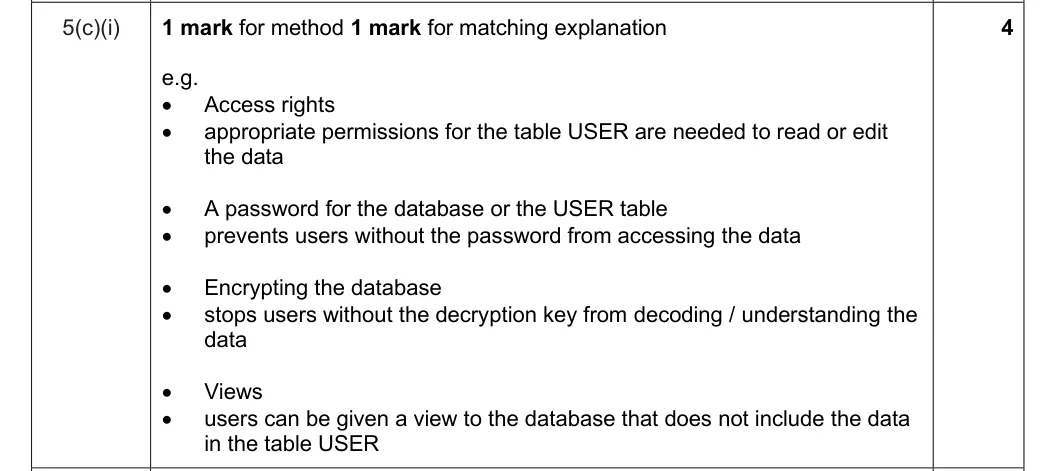 5(c)(i) 1 mark for method 1 mark for matching explanation 4
e.g.
• Access rights
• appropriate permissions for the table USER are needed to read or edit
the data
• A password for the database or the USER table
• prevents users without the password from accessing the data
• Encrypting the database
• stops users without the decryption key from decoding / understanding the
data
• Views
• users can be given a view to the database that does not include the data
in the table USER